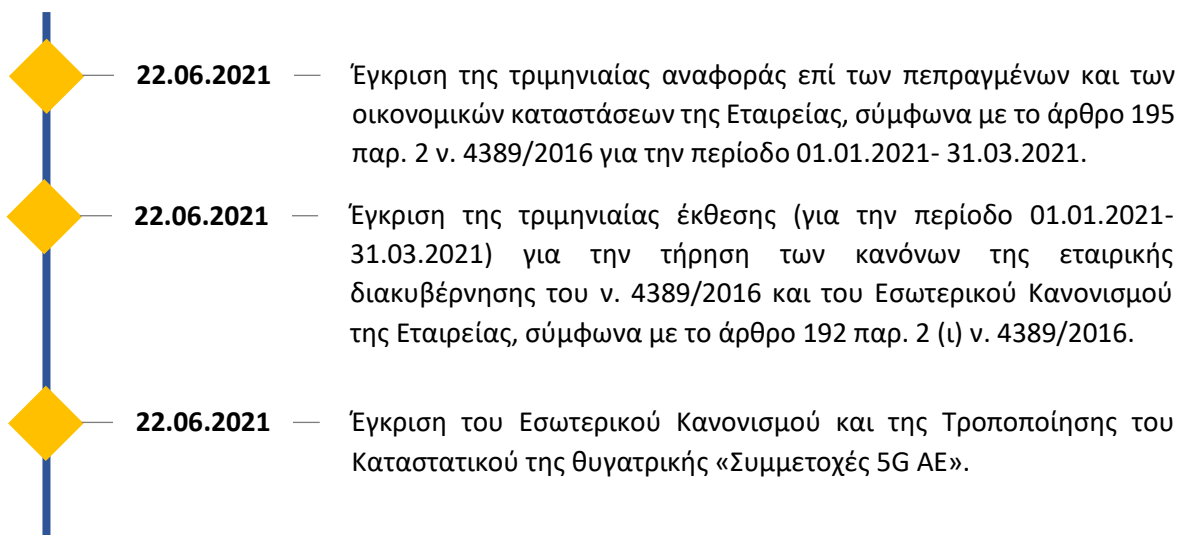 22.06.2021 — Έγκριση της τριμηνιαίας αναφοράς επί των πεπραγμένων και των
οικονομικών καταστάσεων της Εταιρείας, σύμφωνα με το άρθρο 195
παρ. 2 ν. 4389/2016 για την περίοδο 01.01.2021- 31.03.2021.
22.06.2021 — Έγκριση της τριμηνιαίας έκθεσης (για την περίοδο 01.01.2021-
31.03.2021) για την τήρηση των κανόνων της εταιρικής
διακυβέρνησης του ν. 4389/2016 και του Εσωτερικού Κανονισμού
της Εταιρείας, σύμφωνα με το άρθρο 192 παρ. 2 (ι) ν. 4389/2016.
22.06.2021 — Έγκριση του Εσωτερικού Κανονισμού και της Τροποποίησης του
Καταστατικού της θυγατρικής «Συμμετοχές 5G ΑΕ».